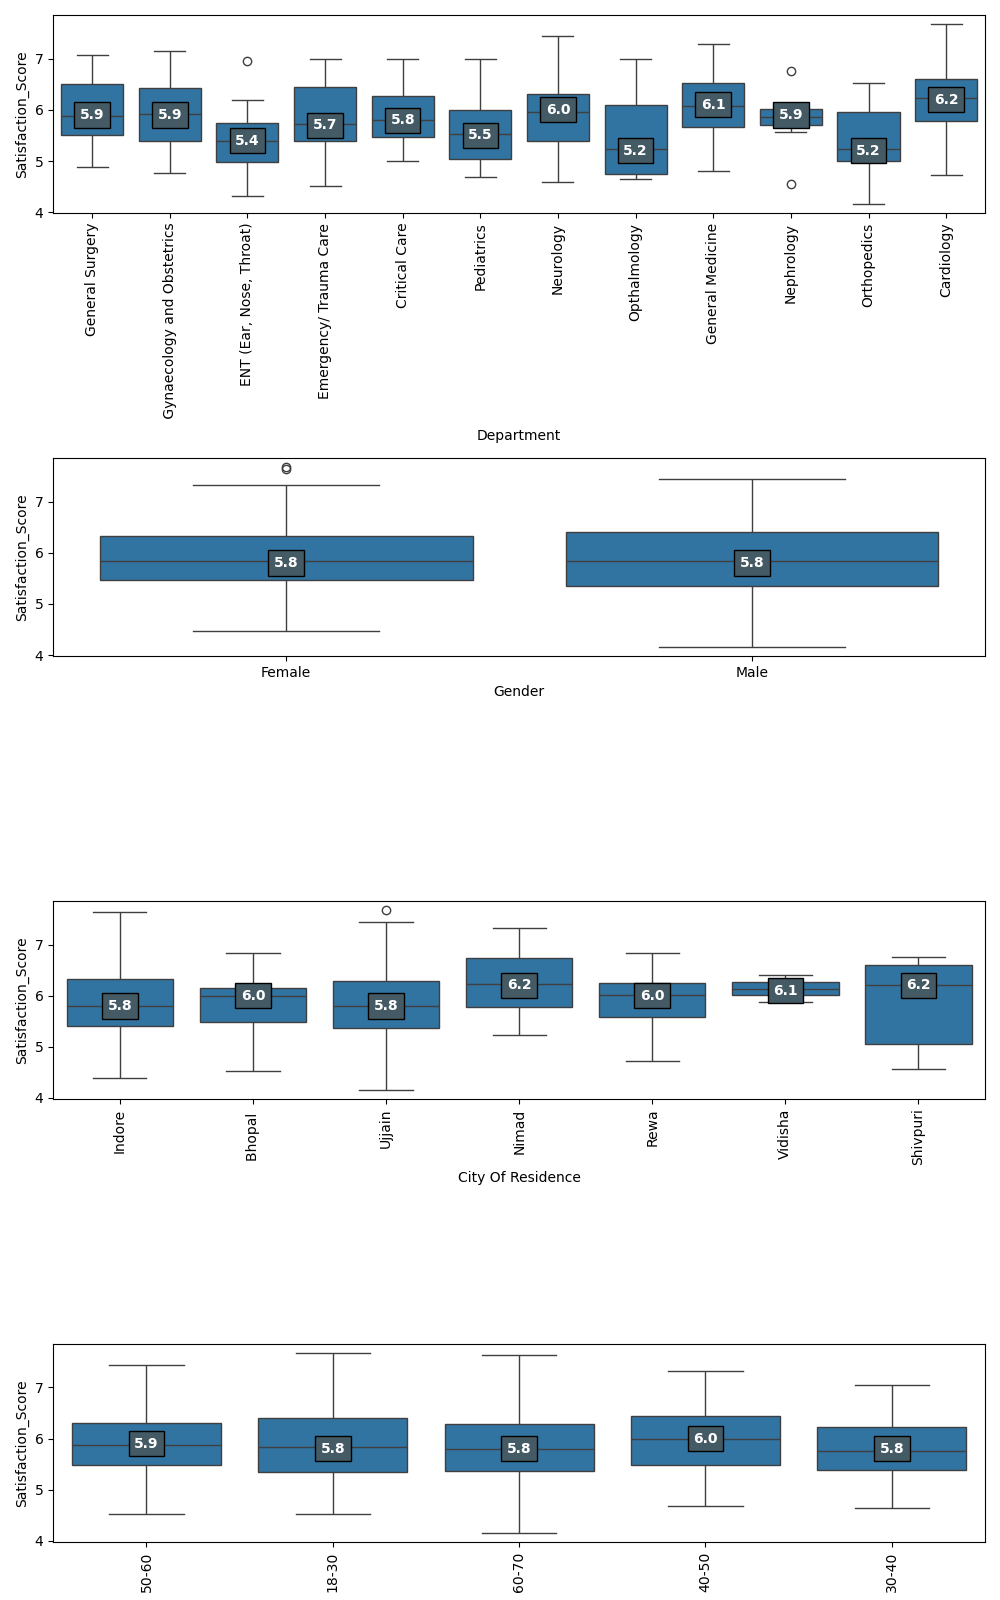 Satisfaction_Score
7
6
5
4
5.9
5.9
5.4
5.7
5.8
5.5
6.0
5.2
6.1
5.9
5.2
6.2
General Surgery
Gynaecology and Obstetrics
ENT (Ear, Nose, Throat)
Emergency/ Trauma Care
Critical Care
Pediatrics
Neurology
Opthalmology
General Medicine
Nephrology
Orthopedics
Cardiology
Department
Satisfaction_Score
7
6
5
4
5.8
5.8
Female
Male
Gender
Satisfaction_Score
7
6
5
4
5.8
6.0
5.8
6.2
6.0
6.1
6.2
Indore
Bhopal
Ujjain
Nimad
Rewa
Vidisha
Shivpuri
City Of Residence
Satisfaction_Score
7
6
5
4
5.9
5.8
5.8
6.0
5.8
50-60
18-30
60-70
40-50
30-40